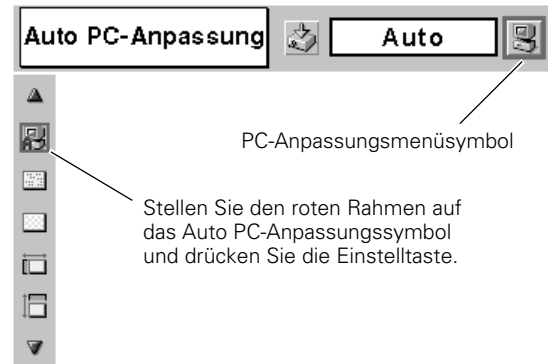 Auto PC-Anpassung
Auto
PC-Anpassungsmenüsymbol
Stellen Sie den roten Rahmen auf
das Auto PC-Anpassungssymbol
und drücken Sie die Einstelltaste.